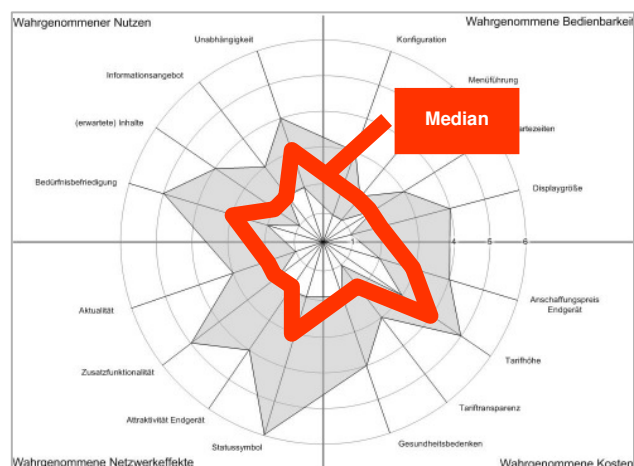 Wahrgenommener Nutzen
Wahrgenommene Bedienbarkeit
Unabhängigkeit
Konfiguration
Informationsangebot
Menüführung
Median
(erwartete) Inhalte
artezeiten
Bedürfnisbefriedigung
Displaygröße
1
4
5
6
Aktualität
Anschaffungspreis
Endgerät
Zusatzfunktionalität
Tarifhöhe
Attraktivität Endgerät
Tariftransparenz
Statussymbol
Gesundheitsbedenken
Wahrgenommene Netzwerkeffekte
Wahrgenommene Kosten